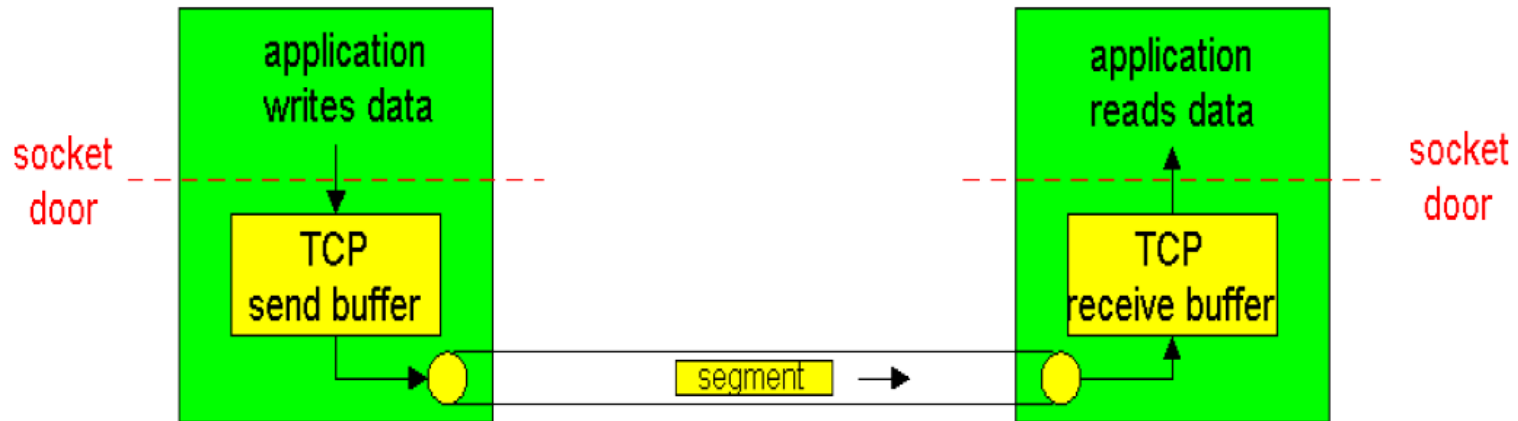 application
writes data
application
reads data
socket
door
socket
door
TCP
send buffer
TCP
receive buffer
segment